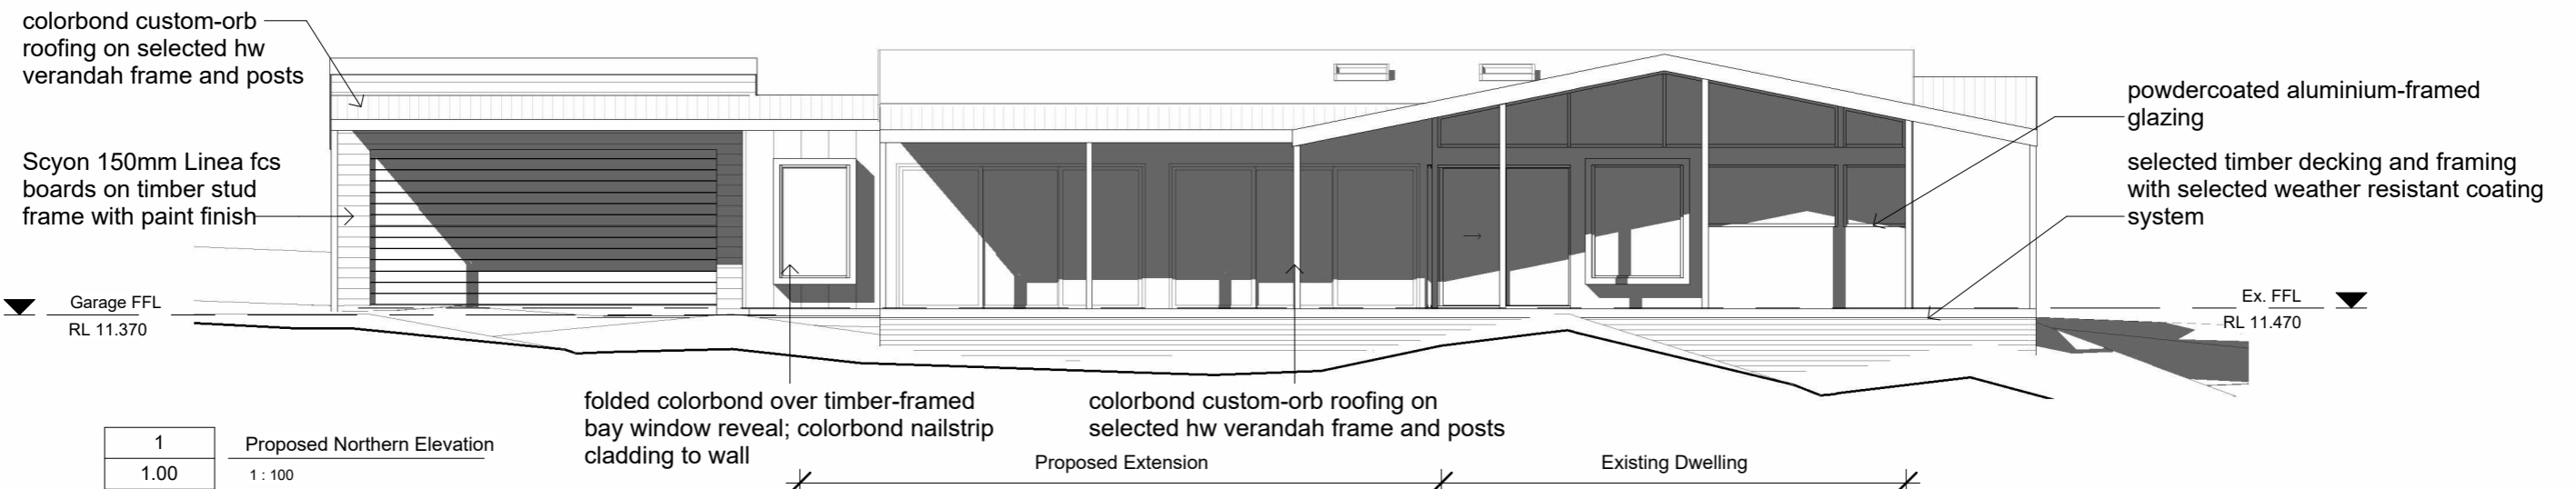 colorbond custom-orb
roofing on selected hw
verandah frame and posts
Scyon 150mm Linea fcs
boards on timber stud
frame with paint finish
powdercoated aluminium-framed
glazing
selected timber decking and framing
with selected weather resistant coating
system
Garage FFL
RL 11.370
Ex. FFL
RL 11.470
folded colorbond over timber-framed
bay window reveal; colorbond nailstrip
cladding to wall
colorbond custom-orb roofing on
selected hw verandah frame and posts
1
1.00
Proposed Northern Elevation
1 : 100
Proposed Extension
Existing Dwelling